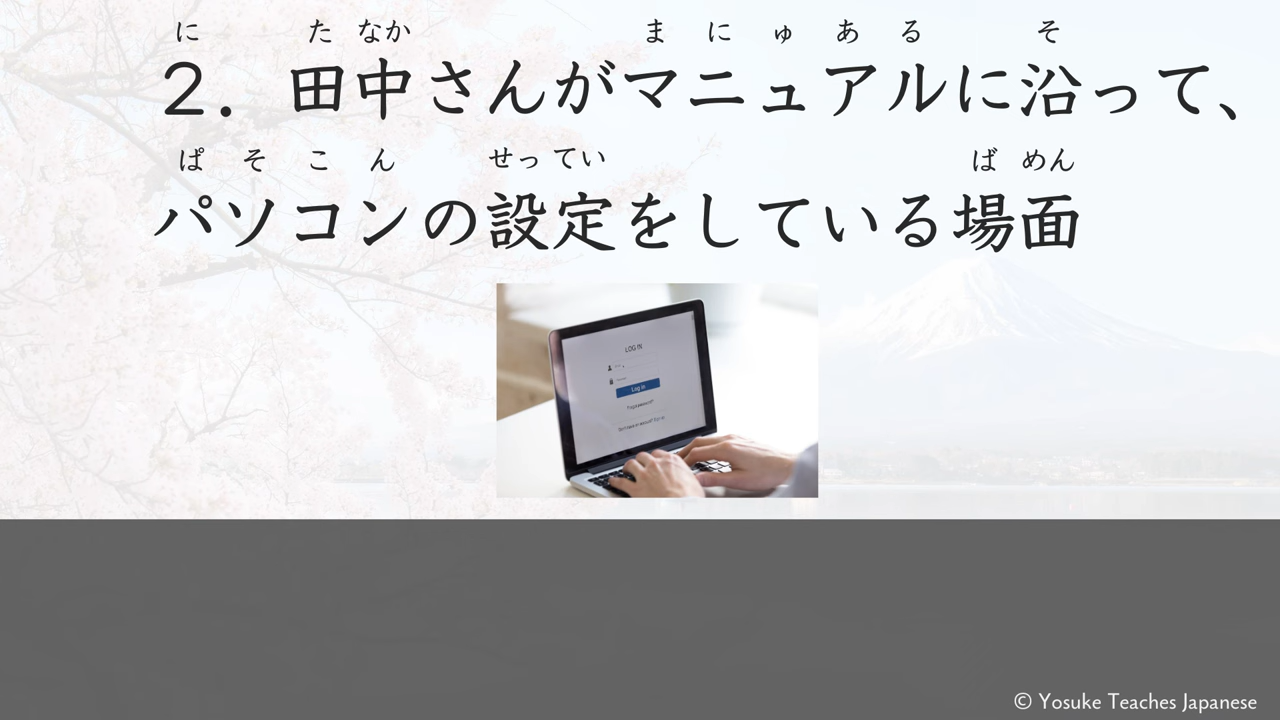 に た なか ま に ゅ あ る そ
2. 田中さんがマニュアルに沿って、
ぱ そ こ ん せっ てい ば めん
パソコンの設定をしている場面
LOG IN
Log in
© Yosuke Teaches Japanese